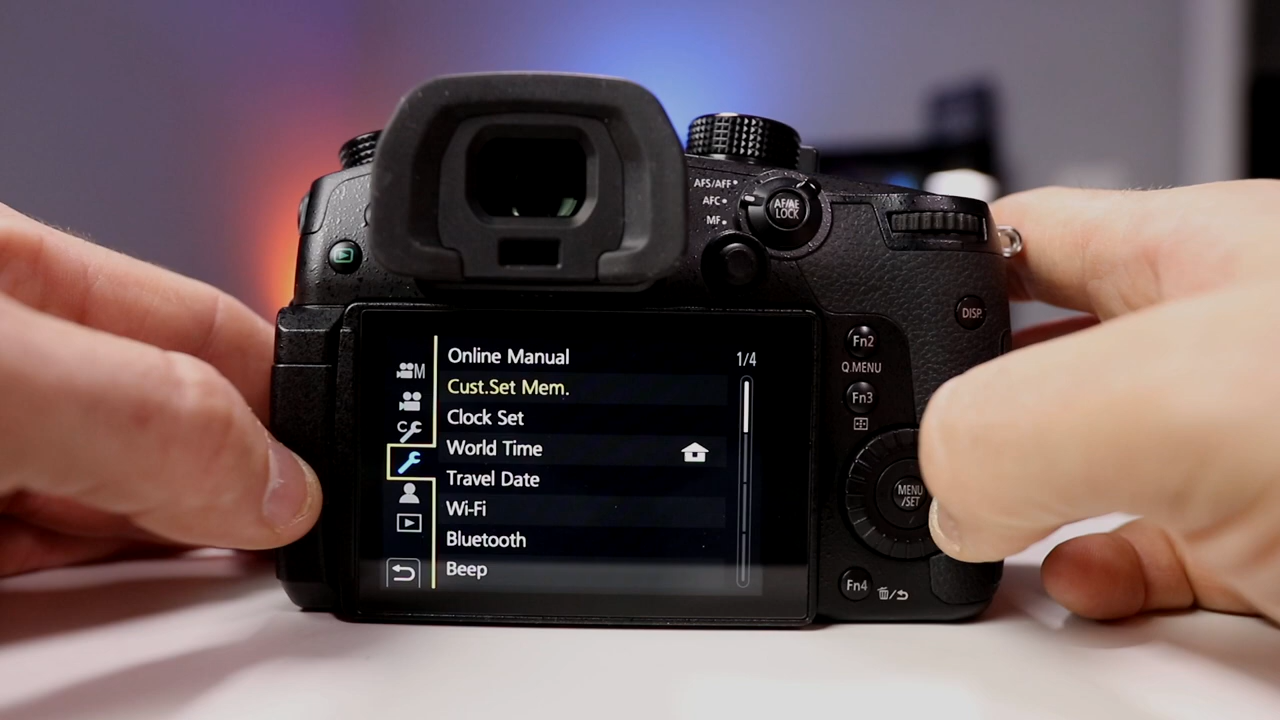 AFS/AFF
AFC
MF
AF/AE
LOCK
DISP.
Fn2
Q.MENU
Fn3
MENU
/SET
Fn4
1/4
M
C
Online Manual
Cust.Set Mem.
Clock Set
World Time
Travel Date
Wi-Fi
Bluetooth
Beep